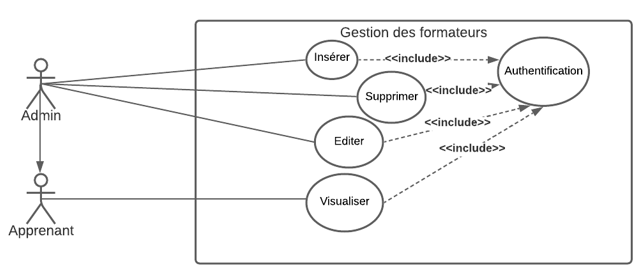 Gestion des formateurs
Insérer
<<include>>
Authentification
Supprimer
<<include>>
Admin
<<include>>
Editer
<<include>>
Visualiser
Apprenant